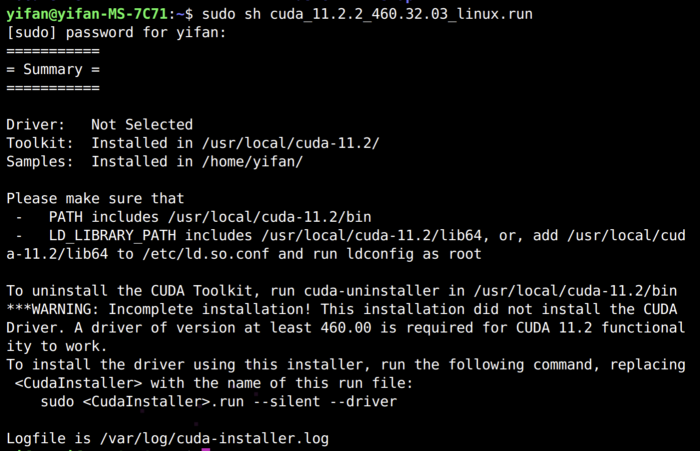 yifan@yifan-MS-7C71:~$ sudo sh cuda_11.2.2_460.32.03_linux.run
[sudo] password for yifan:
===========
= Summary =
===========
Driver:   Not Selected
Toolkit:  Installed in /usr/local/cuda-11.2/
Samples:  Installed in /home/yifan/
Please make sure that
 -   PATH includes /usr/local/cuda-11.2/bin
 -   LD_LIBRARY_PATH includes /usr/local/cuda-11.2/lib64, or, add /usr/local/cud
a-11.2/lib64 to /etc/ld.so.conf and run ldconfig as root
To uninstall the CUDA Toolkit, run cuda-uninstaller in /usr/local/cuda-11.2/bin
***WARNING: Incomplete installation! This installation did not install the CUDA
Driver. A driver of version at least 460.00 is required for CUDA 11.2 functional
ity to work.
To install the driver using this installer, run the following command, replacing
 <CudaInstaller> with the name of this run file:
    sudo <CudaInstaller>.run --silent --driver
Logfile is /var/log/cuda-installer.log